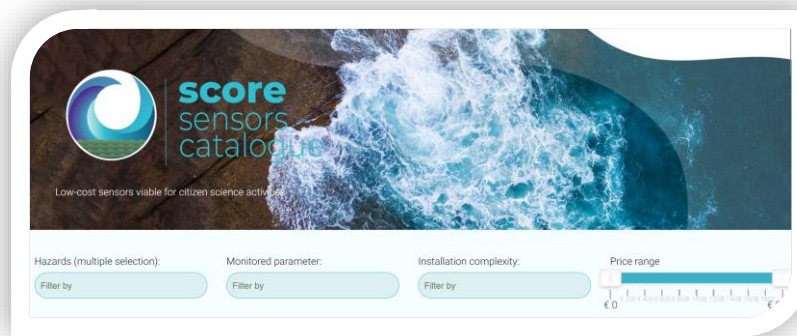 score
sensors
catalogue
Low-cost sensors viable for citizen science activities
Hazards (multiple selection): Monitored parameter: Installation complexity: Price range
Filter by Filter by Filter by
€ 0